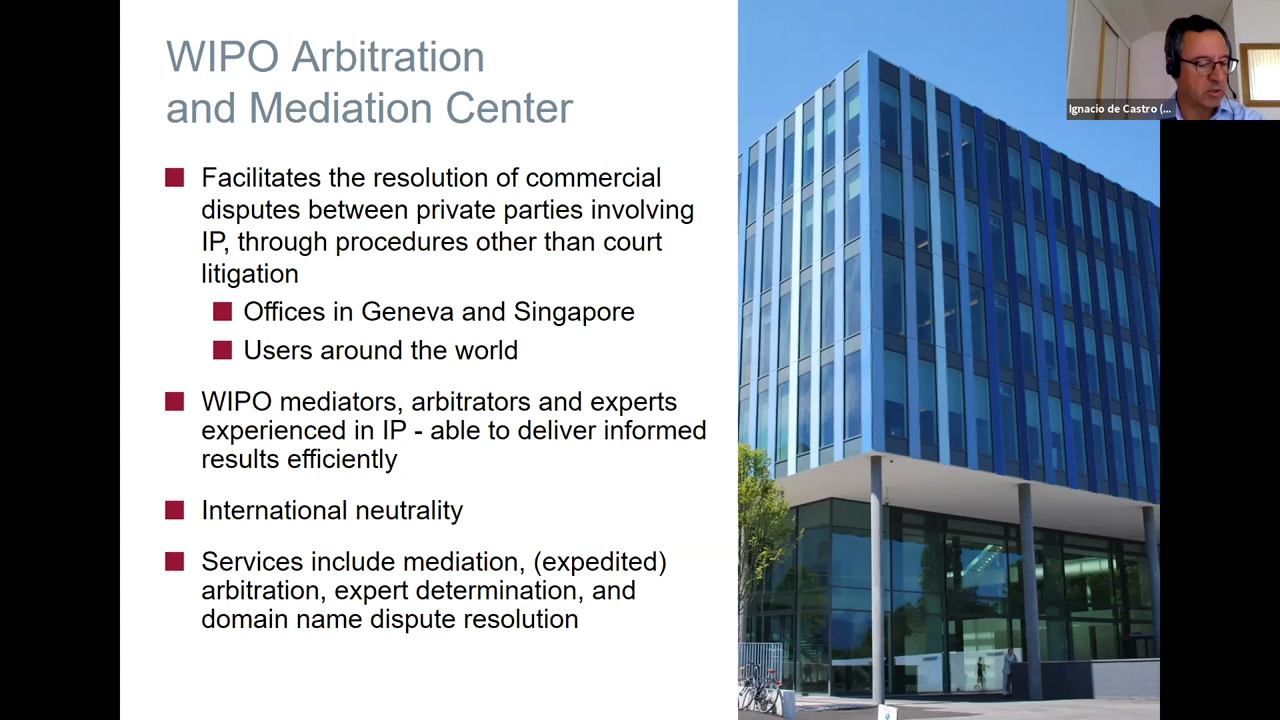 WIPO Arbitration
and Mediation Center
Facilitates the resolution of commercial
disputes between private parties involving
IP, through procedures other than court
litigation
Offices in Geneva and Singapore
Users around the world
WIPO mediators, arbitrators and experts
experienced in IP - able to deliver informed
results efficiently
International neutrality
Services include mediation, (expedited)
arbitration, expert determination, and
domain name dispute resolution
Ignacio de Castro (...